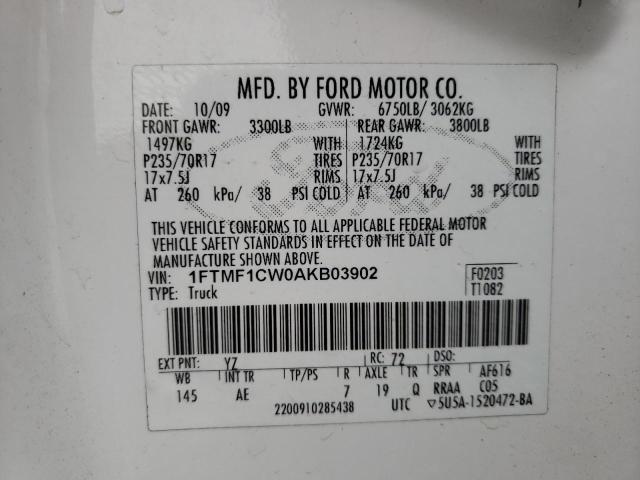 MFD. BY FORD MOTOR CO.
DATE: 10/09 GVWR: 6750LB/ 3062KG
FRONT GAWR: 3300LB REAR GAWR: 3800LB
1497KG WITH 1724KG WITH
P235/70R17 TIRES P235/70R17 TIRES
17x7.5J RIMS 17x7.5J RIMS
AT 260 kPa/ 38 PSI COLD AT 260 kPa/ 38 PSI COLD
THIS VEHICLE CONFORMS TO ALL APPLICABLE FEDERAL MOTOR
VEHICLE SAFETY STANDARDS IN EFFECT ON THE DATE OF
MANUFACTURE SHOWN ABOVE.
VIN: 1FTMF1CW0AKB03902 F0203
TYPE: Truck T1082
EXT PNT: YZ RC: 72 DSO:
WB INT TR TP/PS R AXLE TR SPR AF616
145 AE 7 19 Q RRAA C05
2200910285438 UTC ▽5U5A-1520472-BA